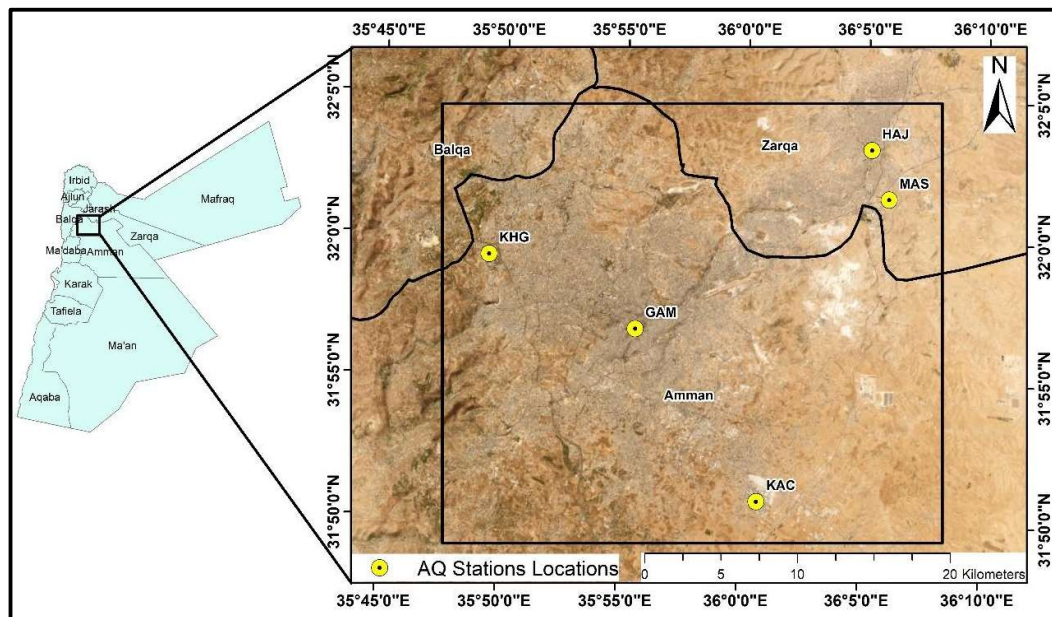 35°45'0"E 35°50'0"E 35°55'0"E 36°0'0"E 36°5'0"E 36°10'0"E
32°5'0"N
32°0'0"N
31°55'0"N
31°50'0"N
32°5'0"N
32°0'0"N
31°55'0"N
31°50'0"N
N
Irbid
Ajlun
Jarash
Balqa
Mafraq
Zarqa
Ma'daba
Amman
Karak
Tafiela
Ma'an
Aqaba
Balqa
Zarqa
HAJ
MAS
KHG
GAM
Amman
KAC
AQ Stations Locations
0 5 10 20 Kilometers
35°45'0"E 35°50'0"E 35°55'0"E 36°0'0"E 36°5'0"E 36°10'0"E